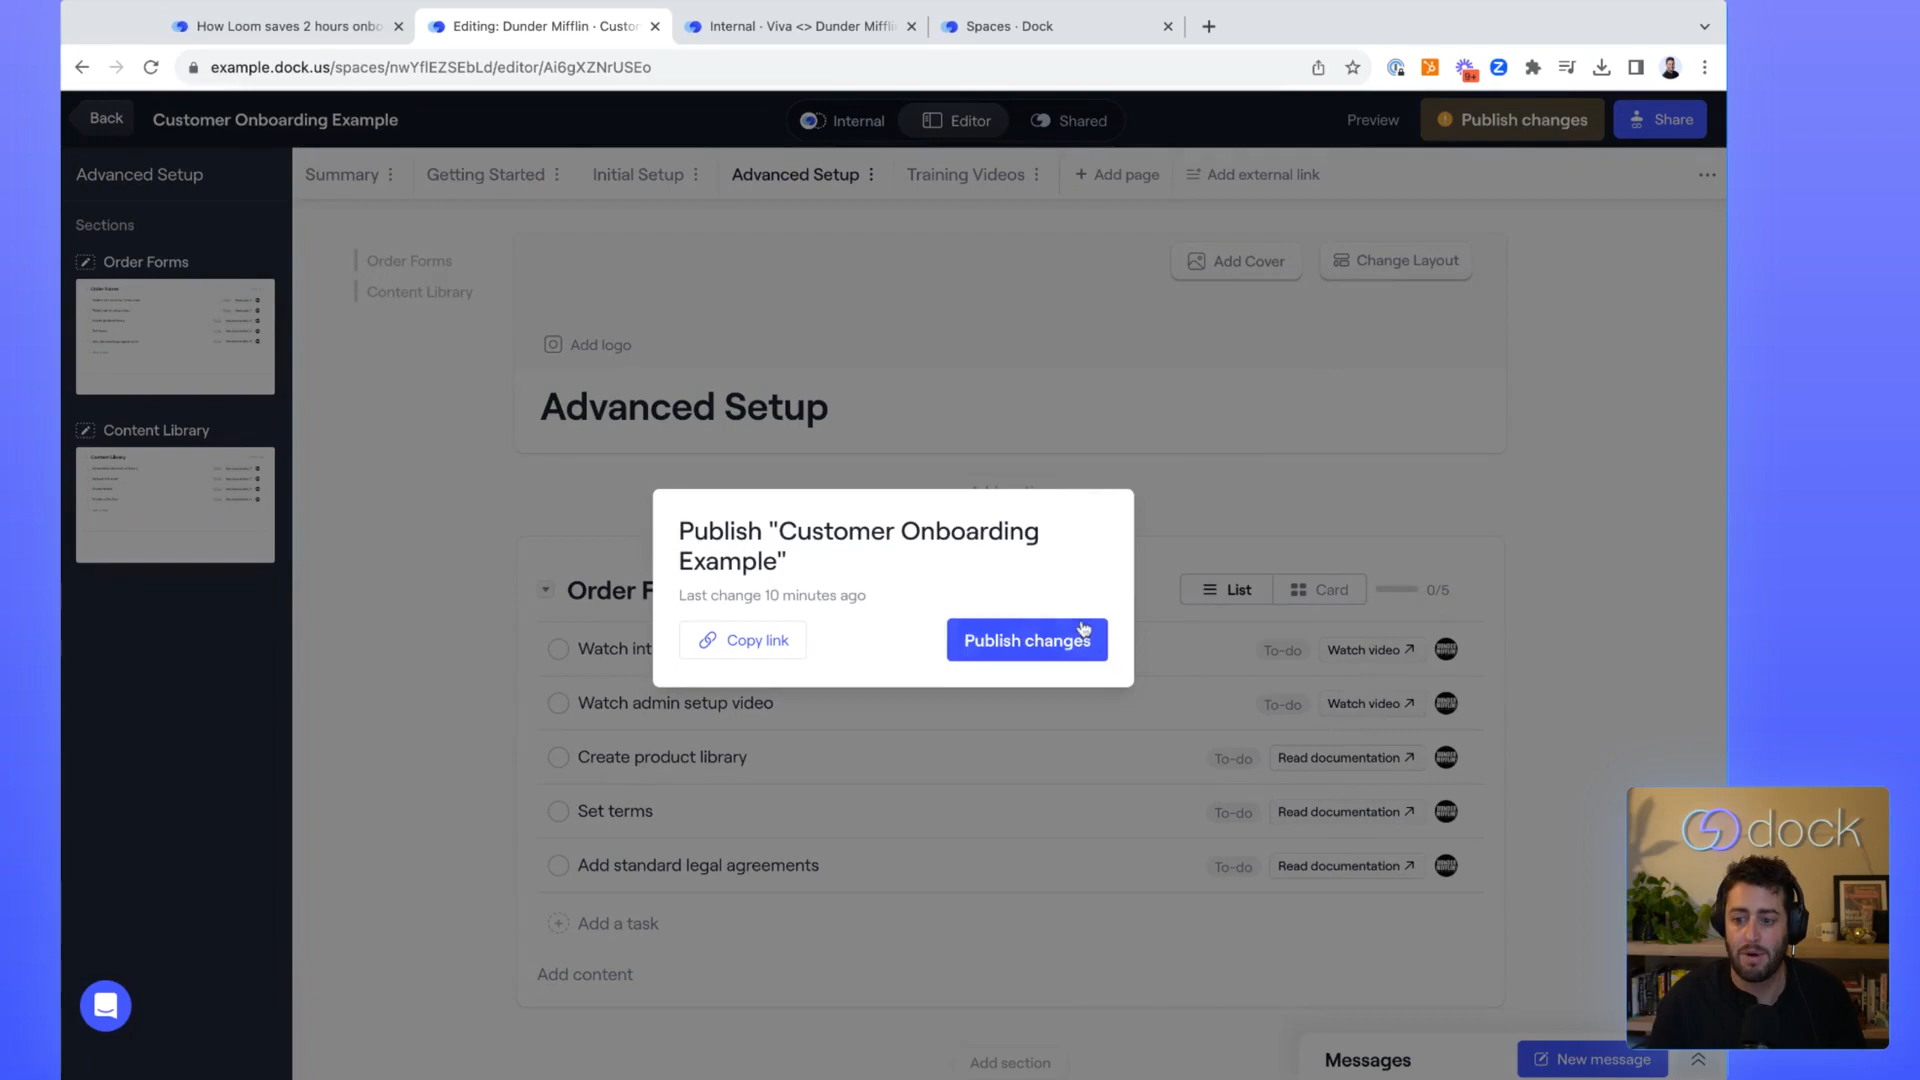 How Loom saves 2 hours onbo
Editing: Dunder Mifflin · Custor
Internal · Viva <> Dunder Mifflin
Spaces · Dock
example.dock.us/spaces/nwYflEZSEbLd/editor/Ai6gXZNrUSEo
9+
Back
Customer Onboarding Example
Internal
Editor
Shared
Preview
Publish changes
Share
Advanced Setup
Summary
Getting Started
Initial Setup
Advanced Setup
Training Videos
+ Add page
Add external link
Sections
Order Forms
Content Library
Order Forms
Content Library
Add Cover
Change Layout
Add logo
Advanced Setup
Publish "Customer Onboarding
Example"
Last change 10 minutes ago
Copy link
Publish changes
Order F
List
Card
0/5
Watch int
To-do
Watch video
Watch admin setup video
To-do
Watch video
Create product library
To-do
Read documentation
Set terms
To-do
Read documentation
Add standard legal agreements
To-do
Read documentation
Add a task
Add content
Add section
Messages
New message
dock